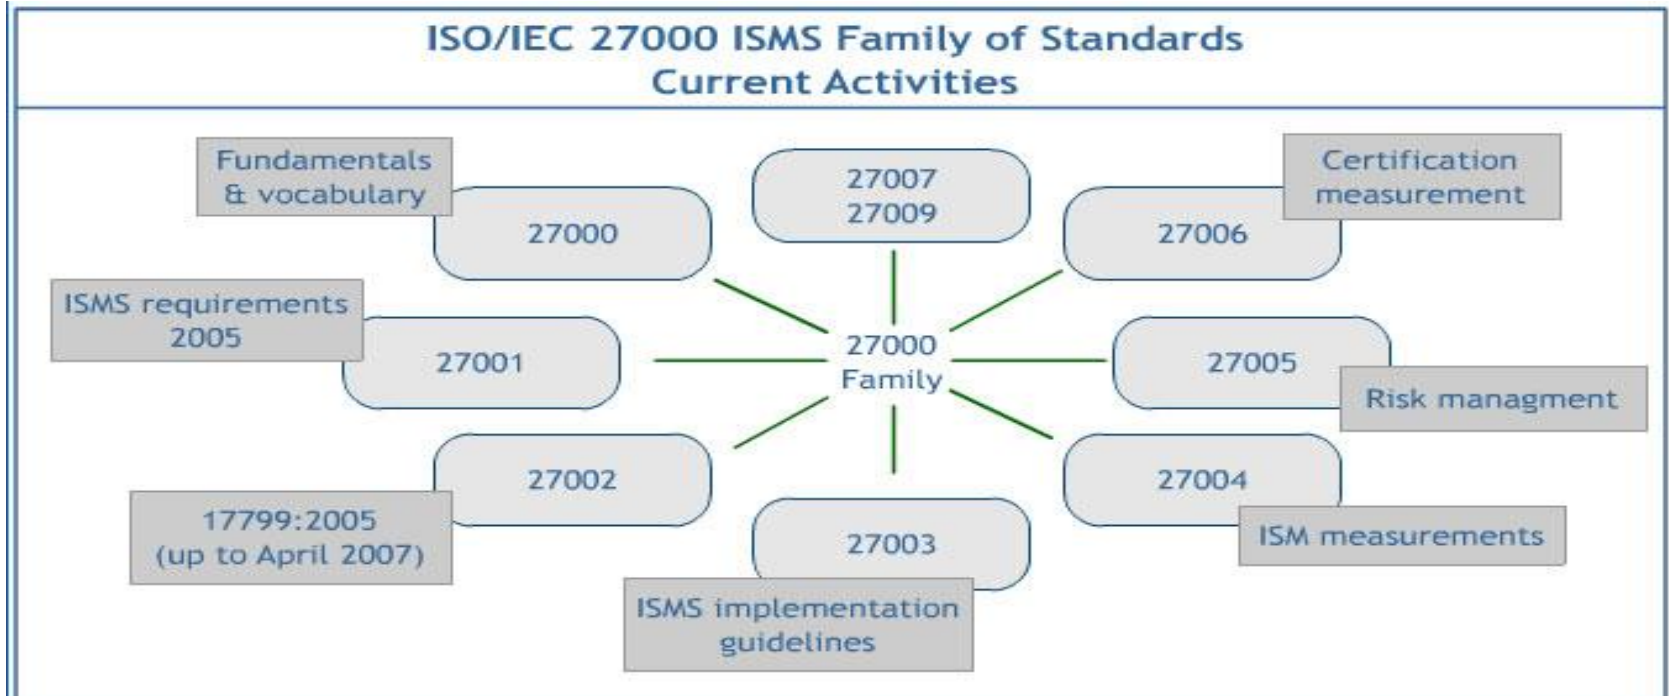 ISO/IEC 27000 ISMS Family of Standards
Current Activities
Fundamentals
& vocabulary
27000
27007
27009
Certification
measurement
27006
ISMS requirements
2005
27001
27000
Family
27005
Risk managment
27002
17799:2005
(up to April 2007)
27004
ISM measurements
27003
ISMS implementation
guidelines